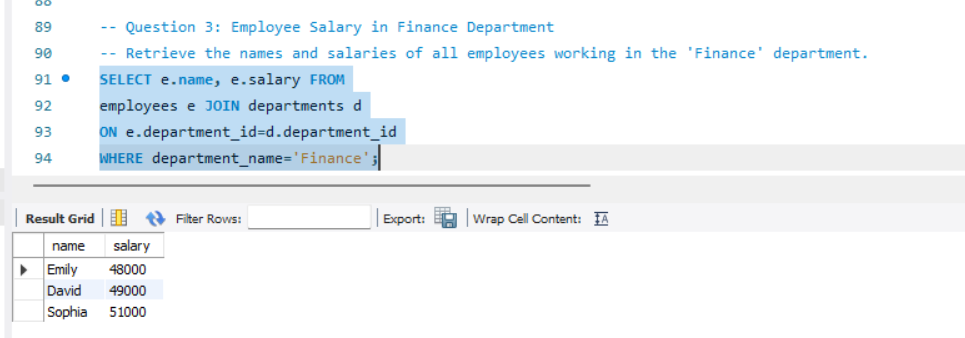 88
89 -- Question 3: Employee Salary in Finance Department
90 -- Retrieve the names and salaries of all employees working in the 'Finance' department.
91 SELECT e.name, e.salary FROM
92 employees e JOIN departments d
93 ON e.department_id=d.department_id
94 WHERE department_name='Finance';
Result Grid Filter Rows: Export: Wrap Cell Content: IA
name salary
Emily 48000
David 49000
Sophia 51000